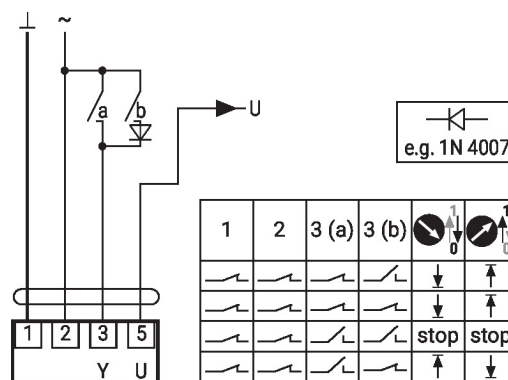 ⊥ ~
a b
U
e.g. 1N 4007
1 2 3 (a) 3 (b) 1 0 1 0
stop stop
1 2 3 5
Y U